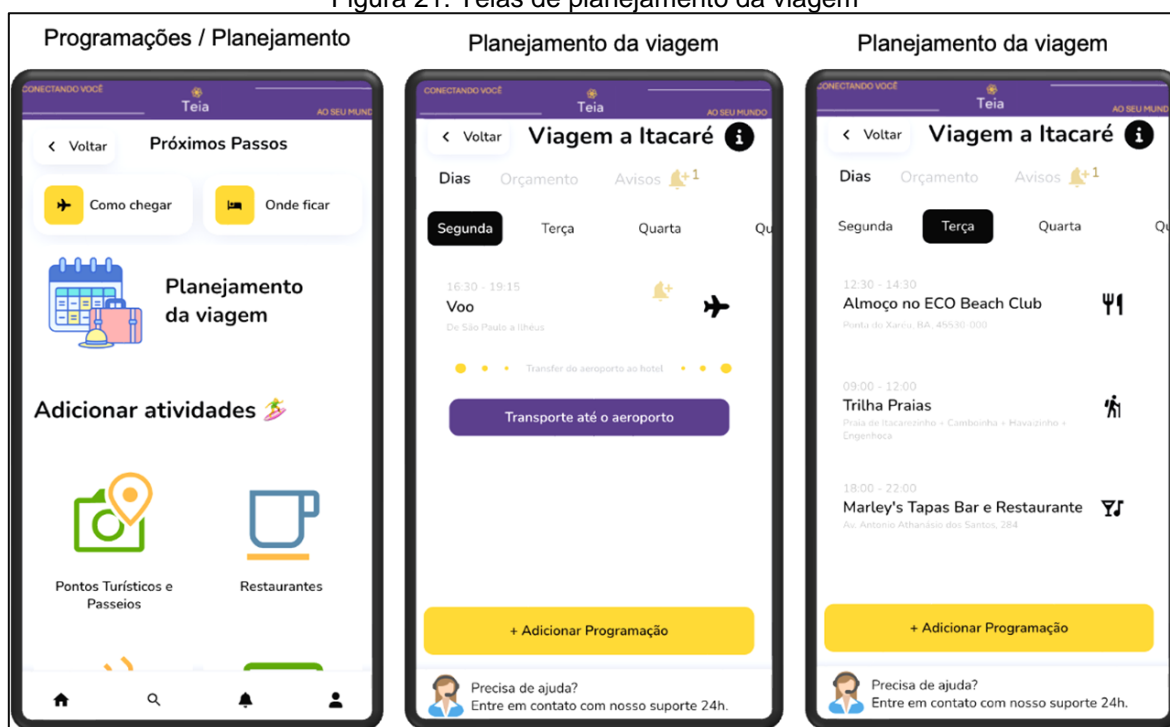 Figura 21: Telas de planejamento da viagem
Programações / Planejamento
CONECTANDO VOCÊ
Teia
AO SEU MUNDO
Voltar
Próximos Passos
Como chegar
Onde ficar
Planejamento
da viagem
Adicionar atividades
Pontos Turísticos e
Passeios
Restaurantes
Planejamento da viagem
CONECTANDO VOCÊ
Teia
AO SEU MUNDO
Voltar
Viagem a Itacaré
Dias Orçamento Avisos +1
Segunda Terça Quarta Qu
16:30 - 19:15
Voo
De São Paulo a Ilhéus
Transfer do aeroporto ao hotel
Transporte até o aeroporto
+ Adicionar Programação
Precisa de ajuda?
Entre em contato com nosso suporte 24h.
Planejamento da viagem
CONECTANDO VOCÊ
Teia
AO SEU MUNDO
Voltar
Viagem a Itacaré
Dias Orçamento Avisos +1
Segunda Terça Quarta Qu
12:30 - 14:30
Almoço no ECO Beach Club
Ponta do Xaréu, BA, 45530-000
09:00 - 12:00
Trilha Praias
Praia de Itacarezinho + Camboinha + Havaizinho +
Engenhoca
18:00 - 22:00
Marley's Tapas Bar e Restaurante
Av. Antonio Athanásio dos Santos, 284
+ Adicionar Programação
Precisa de ajuda?
Entre em contato com nosso suporte 24h.